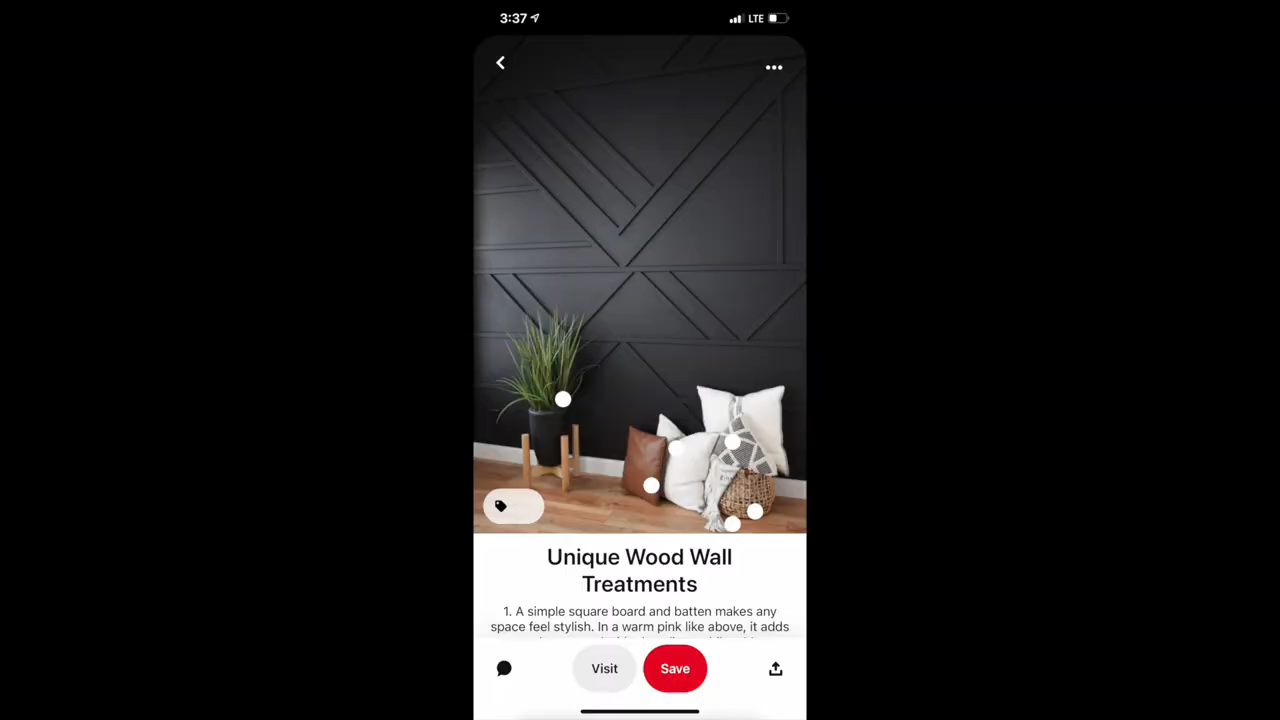 3:37 LTE
Unique Wood Wall
Treatments
1. A simple square board and batten makes any
space feel stylish. In a warm pink like above, it adds
Visit Save